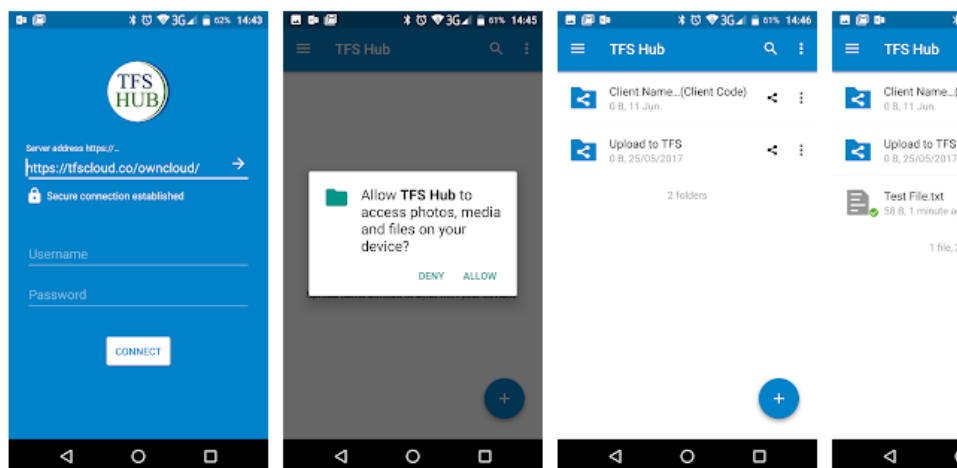 3G 62% 14:43
TFS
HUB
Server address https://...
https://tfscloud.co/owncloud/
Secure connection established
Username
Password
CONNECT
3G 61% 14:45
TFS Hub
Allow TFS Hub to
access photos, media
and files on your
device?
DENY ALLOW
3G 61% 14:46
TFS Hub
Client Name...(Client Code)
0 B, 11 Jun.
Upload to TFS
0 B, 25/05/2017
2 folders
TFS Hub
Client Name...(
0 B, 11 Jun.
Upload to TFS
0 B, 25/05/2017
Test File.txt
58 B, 1 minute a
1 file, 2